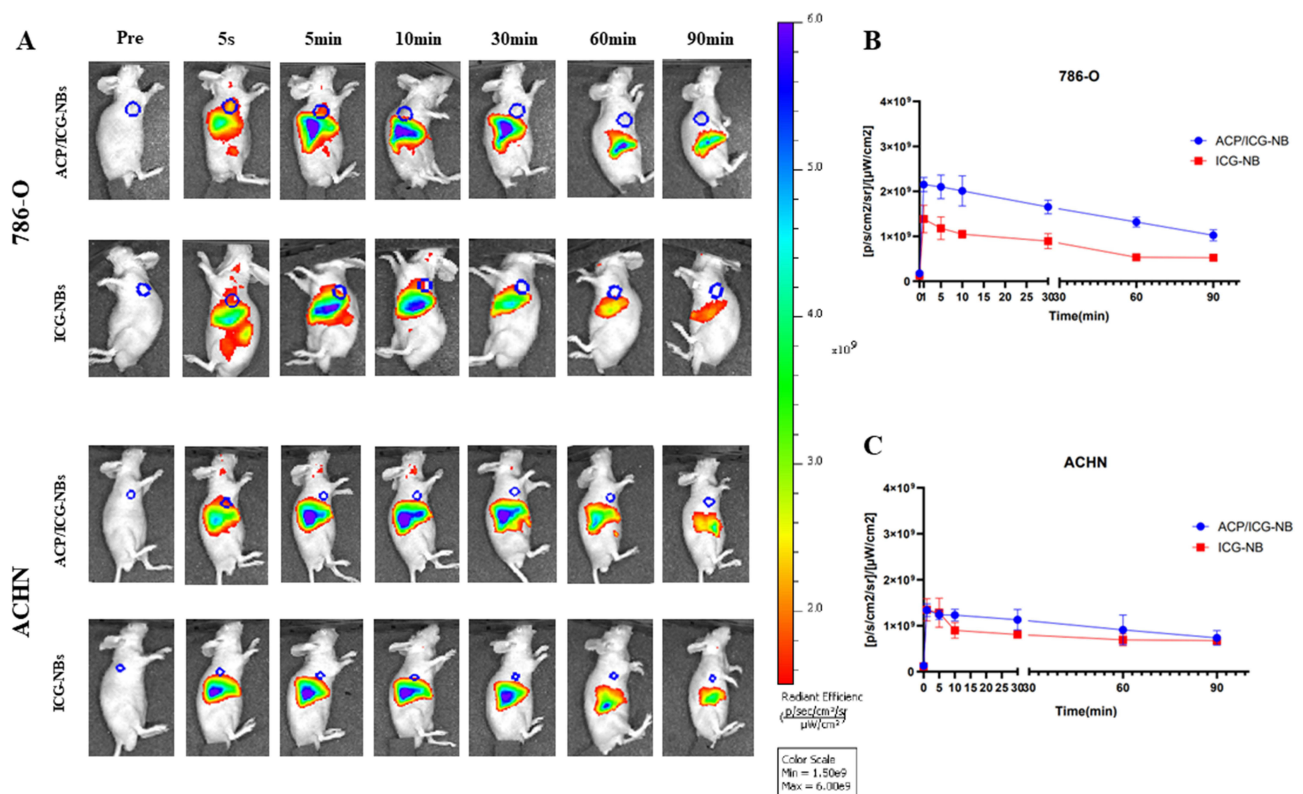 A
Pre 5s 5min 10min 30min 60min 90min
786-O
ACP/ICG-NBs
ICG-NBs
ACHN
ACP/ICG-NBs
ICG-NBs
6.0
5.0
4.0
x10⁹
3.0
2.0
Radiant Efficienc
(p/sec/cm²/sr)
µW/cm²
Color Scale
Min = 1.50e9
Max = 6.00e9
B
786-O
4×10⁹
3×10⁹
2×10⁹
1×10⁹
0
[p/s/cm2/sr]/[µW/cm2]
ACP/ICG-NB
ICG-NB
01 5 10 15 20 25 3030 60 90
Time(min)
C
ACHN
4×10⁹
3×10⁹
2×10⁹
1×10⁹
0
[p/s/cm2/sr]/[µW/cm2]
ACP/ICG-NB
ICG-NB
0 5 10 15 20 25 3030 60 90
Time(min)